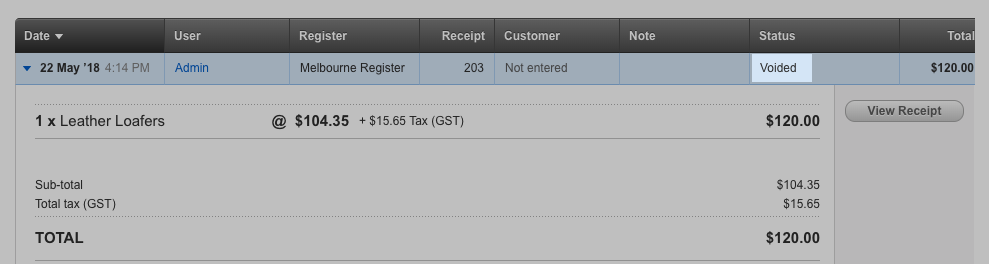 Date User Register Receipt Customer Note Status Total
22 May '18 4:14 PM Admin Melbourne Register 203 Not entered Voided $120.00
View Receipt
1 x Leather Loafers @ $104.35 + $15.65 Tax (GST) $120.00
Sub-total $104.35
Total tax (GST) $15.65
TOTAL $120.00